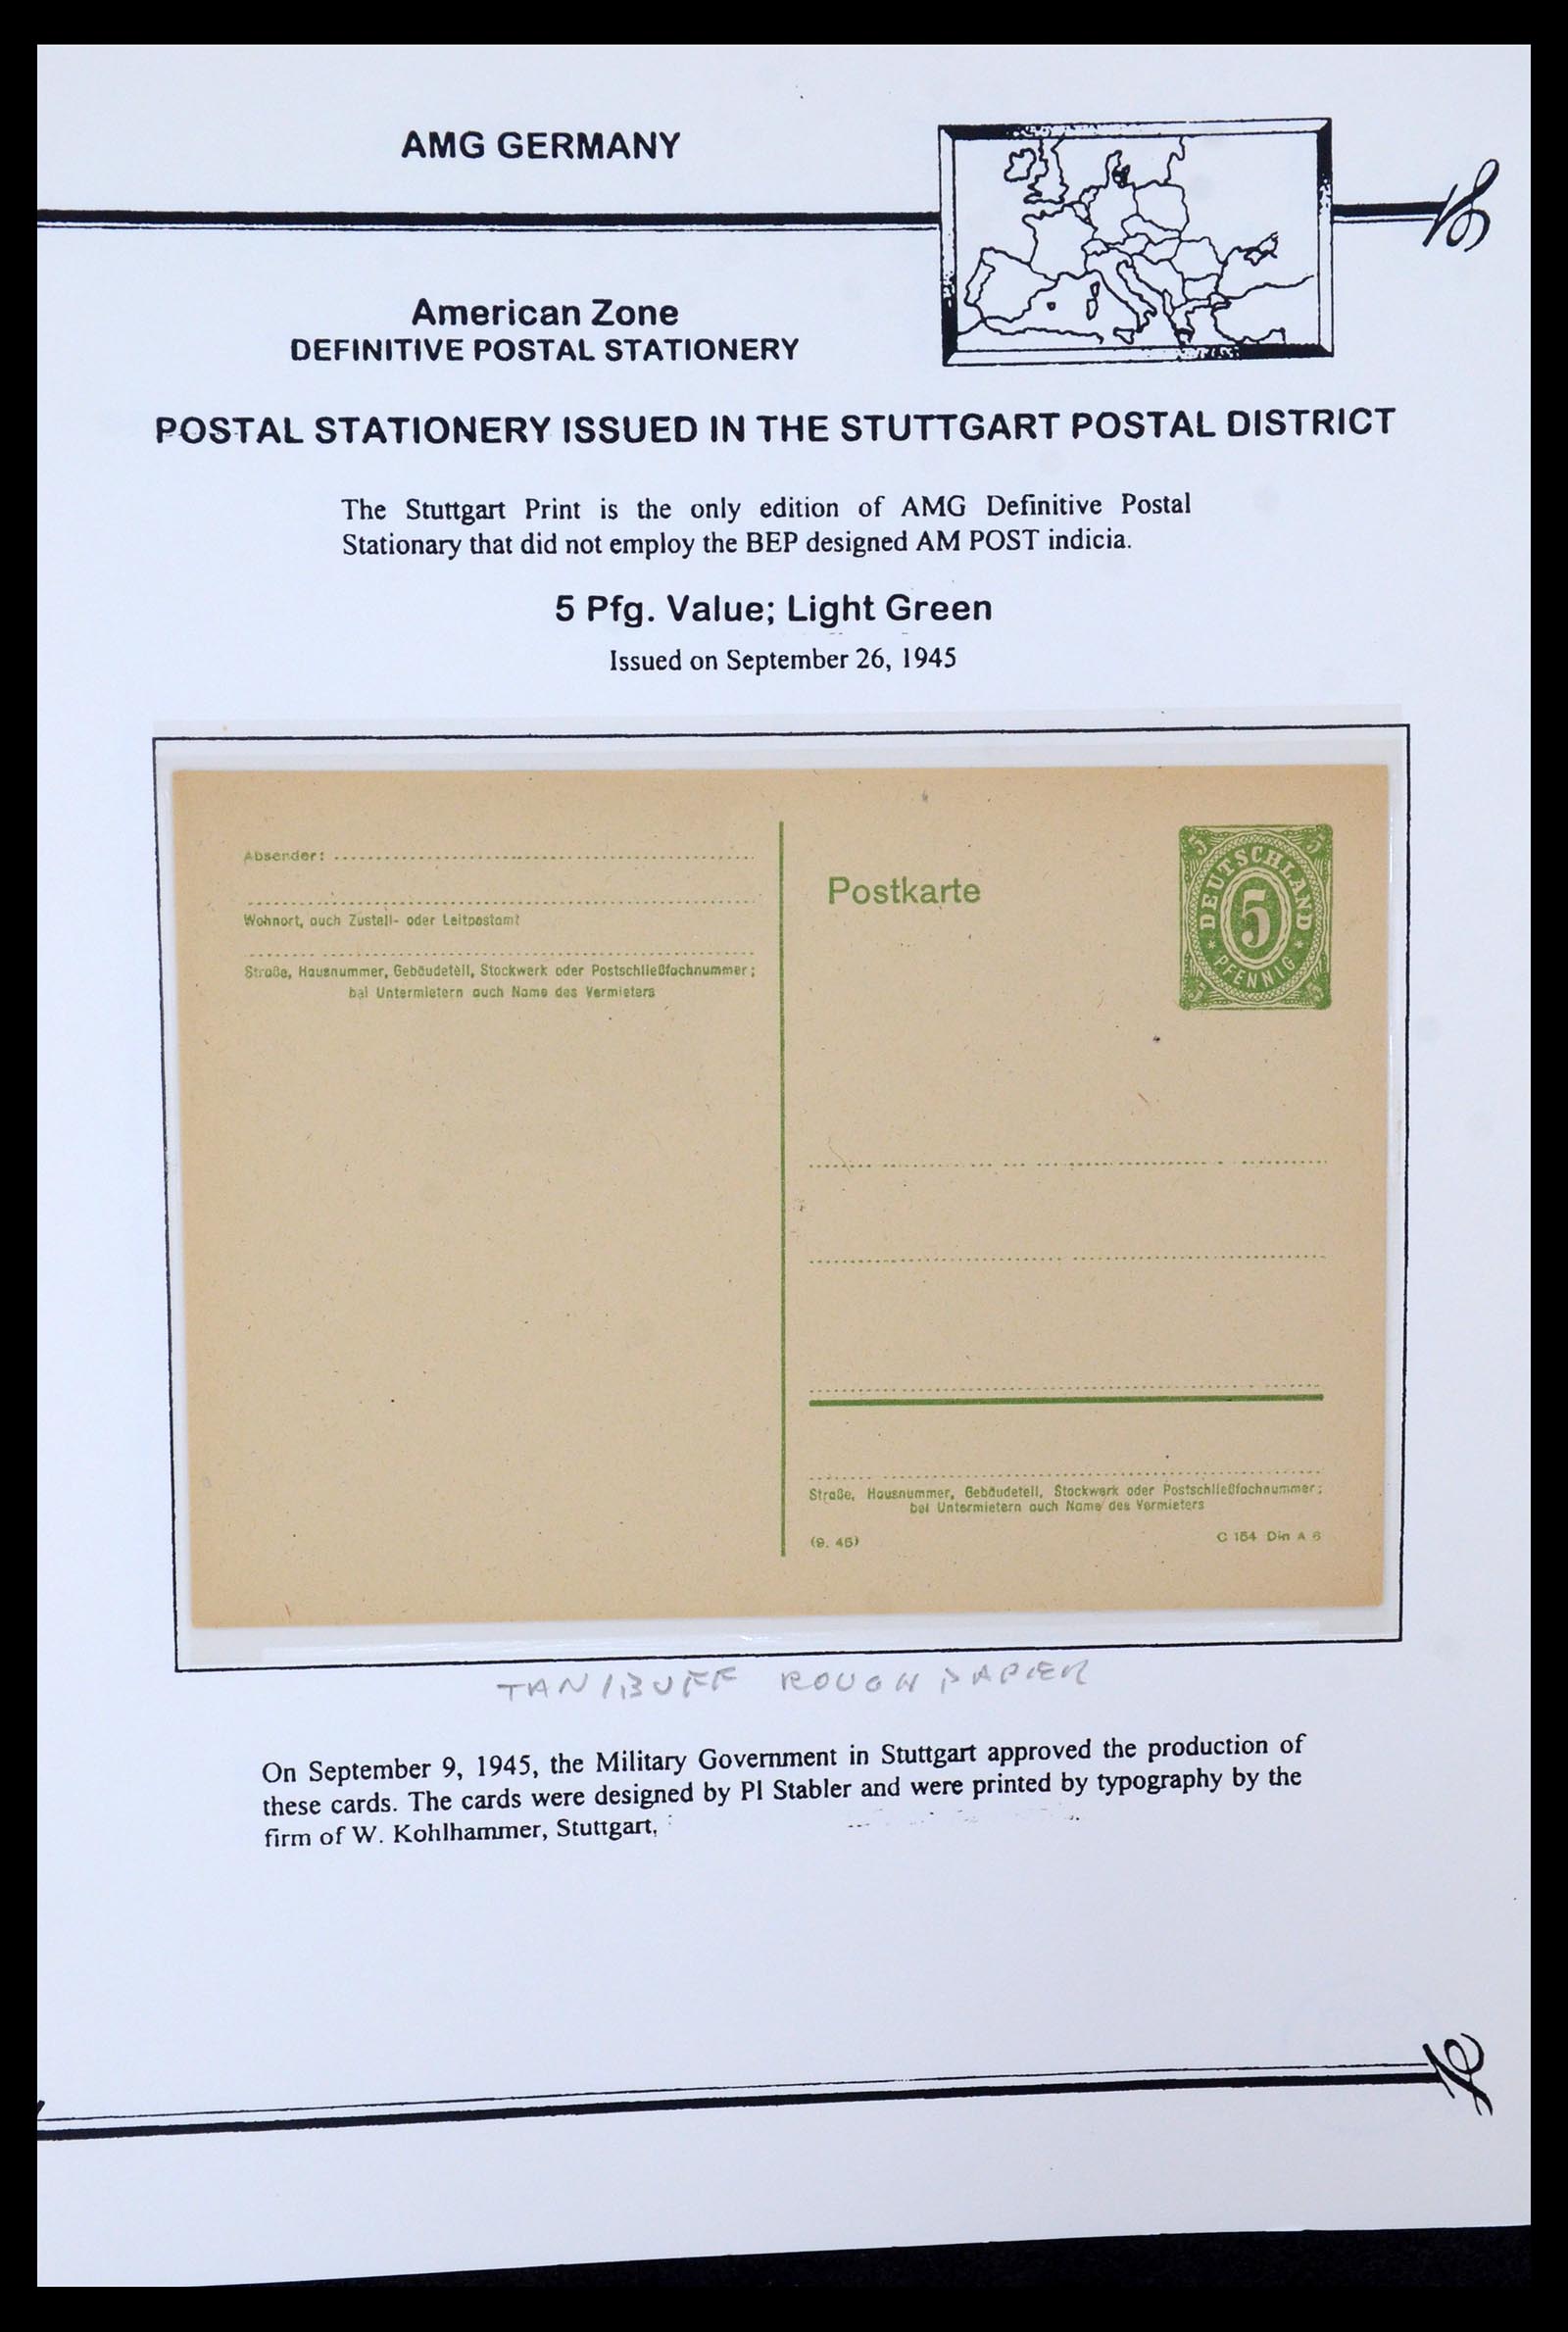 AMG GERMANY
American Zone
DEFINITIVE POSTAL STATIONERY
POSTAL STATIONERY ISSUED IN THE STUTTGART POSTAL DISTRICT
The Stuttgart Print is the only edition of AMG Definitive Postal
Stationary that did not employ the BEP designed AM POST indicia.
5 Pfg. Value; Light Green
Issued on September 26, 1945
Absender:
Wohnort, auch Zustell- oder Leitpostamt
Straße, Hausnummer, Gebäudeteil, Stockwerk oder Postschließfachnummer;
bei Untermietern auch Name des Vermieters
Postkarte
5 5
DEUTSCHLAND
5
* PFENNIG *
5 5
Straße, Hausnummer, Gebäudeteil, Stockwerk oder Postschließfachnummer;
bei Untermietern auch Name des Vermieters
(9. 45)
C 154 Din A 6
TAN/BUFF ROUGH PAPIER
On September 9, 1945, the Military Government in Stuttgart approved the production of
these cards. The cards were designed by PI Stabler and were printed by typography by the
firm of W. Kohlhammer, Stuttgart,